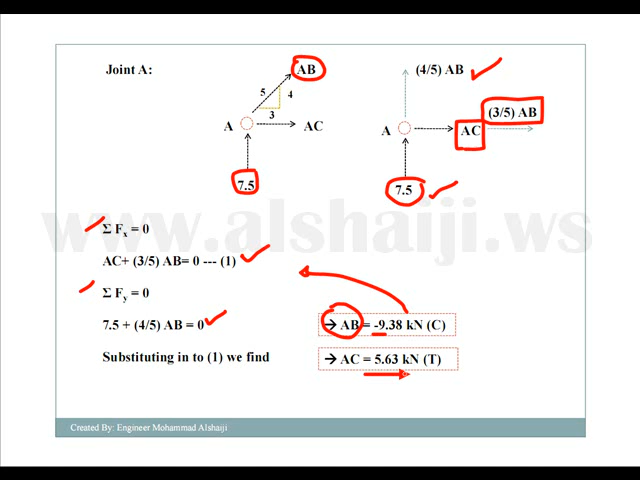 Joint A:
AB
5
4
3
A
AC
7.5
(4/5) AB
(3/5) AB
A
AC
7.5
www.alshaiji.ws
Σ Fx = 0
AC+ (3/5) AB= 0 --- (1)
Σ Fy = 0
7.5 + (4/5) AB = 0
→ AB = -9.38 kN (C)
Substituting in to (1) we find
→ AC = 5.63 kN (T)
Created By: Engineer Mohammad Alshaiji